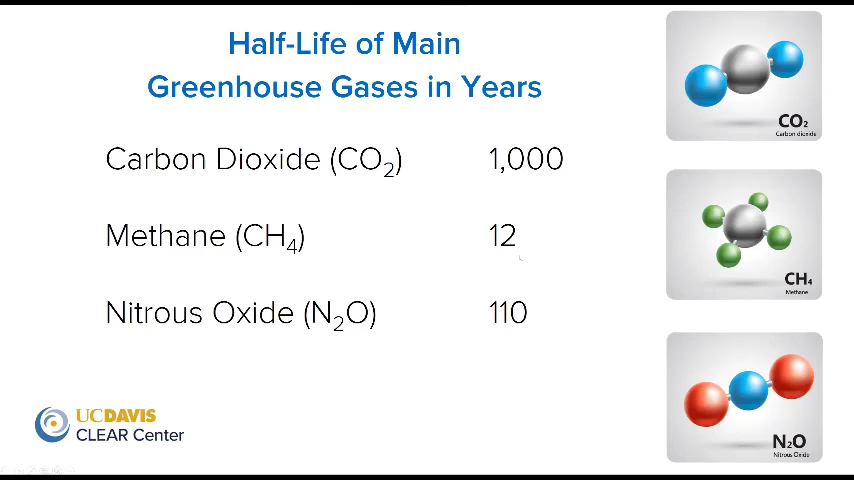 Half-Life of Main
Greenhouse Gases in Years
Carbon Dioxide (CO₂) 1,000
Methane (CH₄) 12
Nitrous Oxide (N₂O) 110
CO₂
Carbon dioxide
CH₄
Methane
N₂O
Nitrous Oxide
UCDAVIS
CLEAR Center